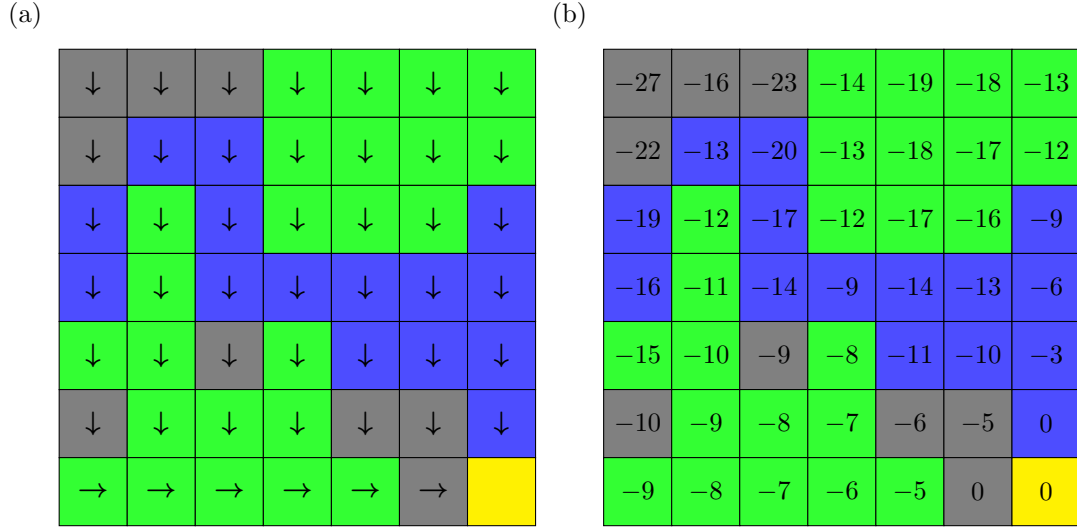 (a) (b)
↓ ↓ ↓ ↓ ↓ ↓ ↓ −27 −16 −23 −14 −19 −18 −13
↓ ↓ ↓ ↓ ↓ ↓ ↓ −22 −13 −20 −13 −18 −17 −12
↓ ↓ ↓ ↓ ↓ ↓ ↓ −19 −12 −17 −12 −17 −16 −9
↓ ↓ ↓ ↓ ↓ ↓ ↓ −16 −11 −14 −9 −14 −13 −6
↓ ↓ ↓ ↓ ↓ ↓ ↓ −15 −10 −9 −8 −11 −10 −3
↓ ↓ ↓ ↓ ↓ ↓ ↓ −10 −9 −8 −7 −6 −5 0
→ → → → → → −9 −8 −7 −6 −5 0 0